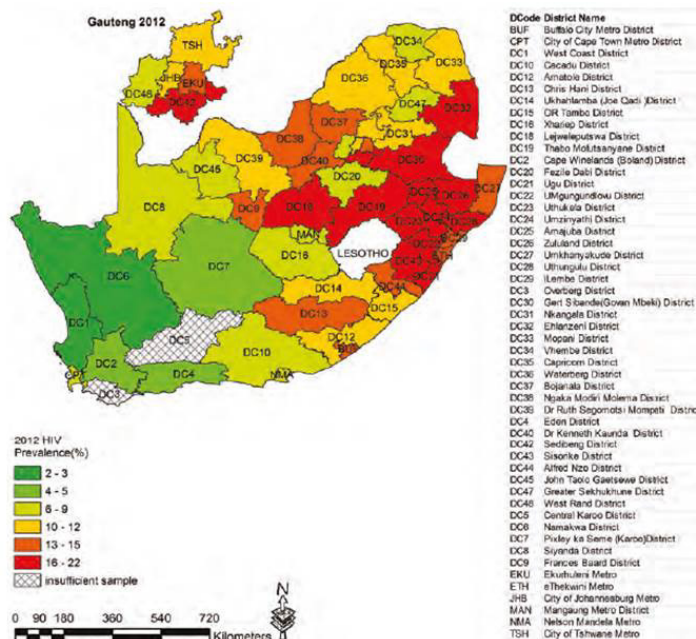 Gauteng 2012
TSH
JHB
EKU
DC48
DC42
DC34
DC33
DC35
DC36
DC47
DC32
DC31
DC37
DC38
DC40
DC30
DC39
DC45
DC20
DC27
DC9
DC18
DC19
DC25
DC26
DC8
MAN
LESOTHO
DC7
DC16
ETH
DC6
DC43
DC44
DC14
DC15
DC13
DC1
DC5
DC12
DC2
DC10
BUF
CPT
DC4
NMA
DC3
2012 HIV
Prevalence(%)
2 - 3
4 - 5
6 - 9
10 - 12
13 - 15
16 - 22
insufficient sample
N
0 90 180 360 540 720
Kilometers
DCode District Name
BUF Buffalo City Metro District
CPT City of Cape Town Metro District
DC1 West Coast District
DC10 Cacadu District
DC12 Amatole District
DC13 Chris Hani District
DC14 Ukhahlamba (Joe Qadi )District
DC15 OR Tambo District
DC16 Xhariep District
DC18 Lejweleputswa District
DC19 Thabo Mofutsanyane District
DC2 Cape Winelands (Boland) District
DC20 Fezile Dabi District
DC21 Ugu District
DC22 UMgungundlovu District
DC23 Uthukela District
DC24 Umzinyathi District
DC25 Amajuba District
DC26 Zululand District
DC27 Umkhanyakude District
DC28 Uthungulu District
DC29 iLembe District
DC3 Overberg District
DC30 Gert Sibande(Govan Mbeki) District
DC31 Nkangala District
DC32 Ehlanzeni District
DC33 Mopani District
DC34 Vhembe District
DC35 Capricorn District
DC36 Waterberg District
DC37 Bojanala District
DC38 Ngaka Modiri Molema District
DC39 Dr Ruth Segomotsi Mompati Distric
DC4 Eden District
DC40 Dr Kenneth Kaunda District
DC42 Sedibeng District
DC43 Sisonke District
DC44 Alfred Nzo District
DC45 John Taolo Gaetsewe District
DC47 Greater Sekhukhune District
DC48 West Rand District
DC5 Central Karoo District
DC6 Namakwa District
DC7 Pixley ka Seme (Karoo)District
DC8 Siyanda District
DC9 Frances Baard District
EKU Ekurhuleni Metro
ETH eThekwini Metro
JHB City of Johannesburg Metro
MAN Mangaung Metro District
NMA Nelson Mandela Metro
TSH City of Tshwane Metro